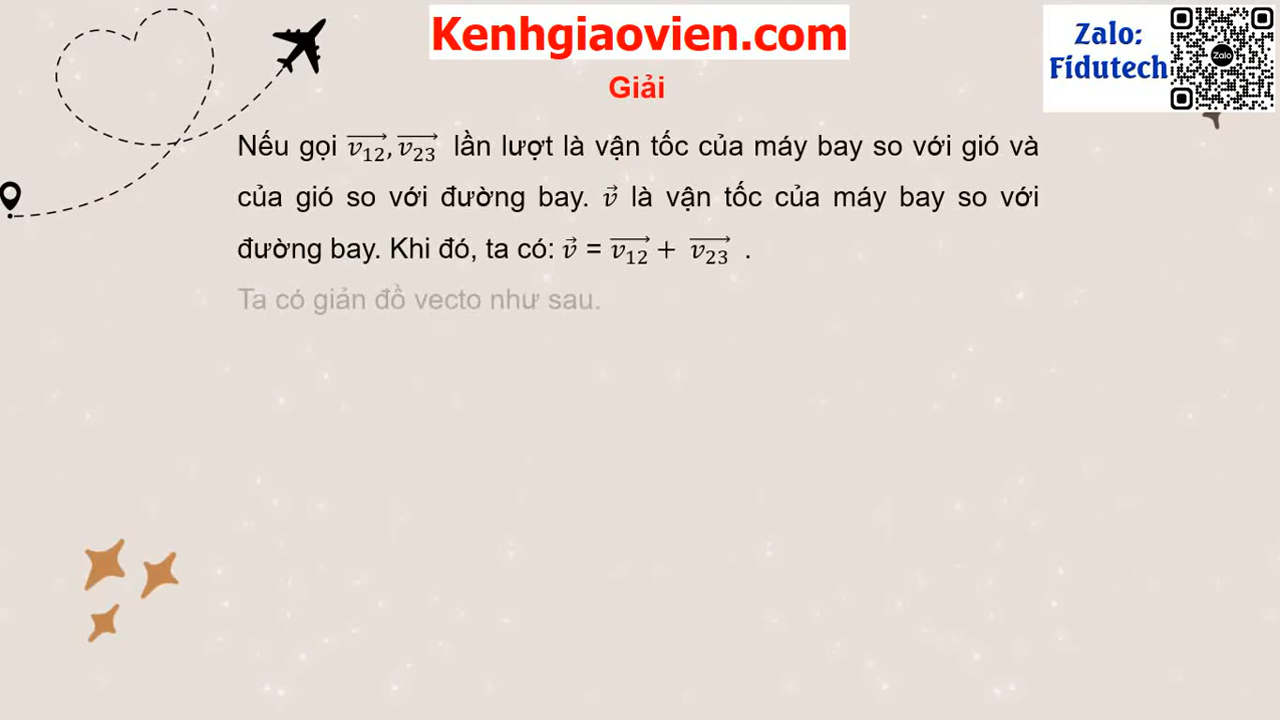 Kenhgiaovien.com
Zalo:
Fidutech
Zalo
Giải
Nếu gọi $\overrightarrow{v_{12}}, \overrightarrow{v_{23}}$ lần lượt là vận tốc của máy bay so với gió và
của gió so với đường bay. $\vec{v}$ là vận tốc của máy bay so với
đường bay. Khi đó, ta có: $\vec{v}$ = $\overrightarrow{v_{12}} + \overrightarrow{v_{23}}$ .
Ta có giản đồ vecto như sau.